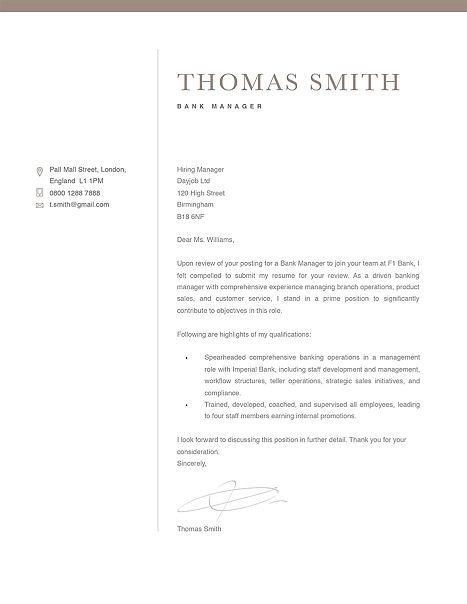 THOMAS SMITH
BANK MANAGER
Pall Mall Street, London,
England L1 1PM
0800 1288 7888
t.smith@gmail.com
Hiring Manager
Dayjob Ltd
120 High Street
Birmingham
B18 6NF
Dear Ms. Williams,
Upon review of your posting for a Bank Manager to join your team at F1 Bank, I
felt compelled to submit my resume for your review. As a driven banking
manager with comprehensive experience managing branch operations, product
sales, and customer service, I stand in a prime position to significantly
contribute to objectives in this role.
Following are highlights of my qualifications:
• Spearheaded comprehensive banking operations in a management
role with Imperial Bank, including staff development and management,
workflow structures, teller operations, strategic sales initiatives, and
compliance.
• Trained, developed, coached, and supervised all employees, leading
to four staff members earning internal promotions.
I look forward to discussing this position in further detail. Thank you for your
consideration.
Sincerely,
Thomas Smith